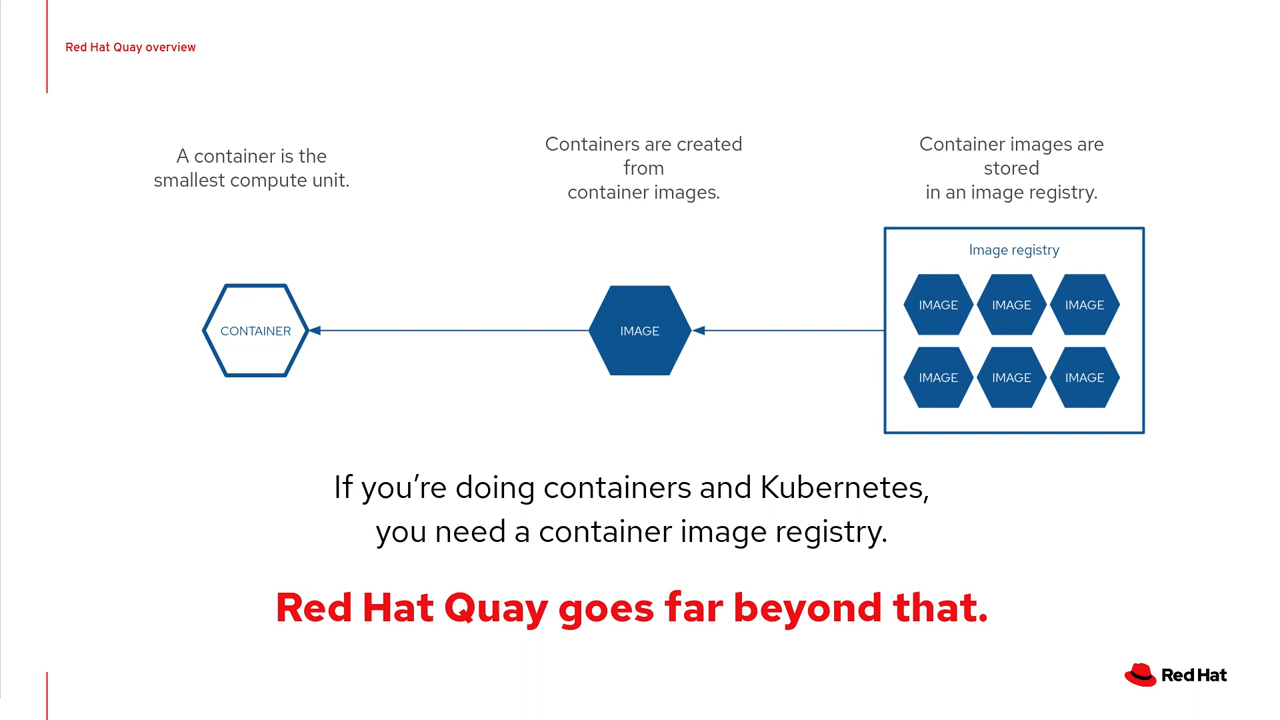 Red Hat Quay overview
A container is the
smallest compute unit.
Containers are created
from
container images.
Container images are
stored
in an image registry.
Image registry
IMAGE IMAGE IMAGE
CONTAINER
IMAGE
IMAGE IMAGE IMAGE
If you're doing containers and Kubernetes,
you need a container image registry.
Red Hat Quay goes far beyond that.
Red Hat